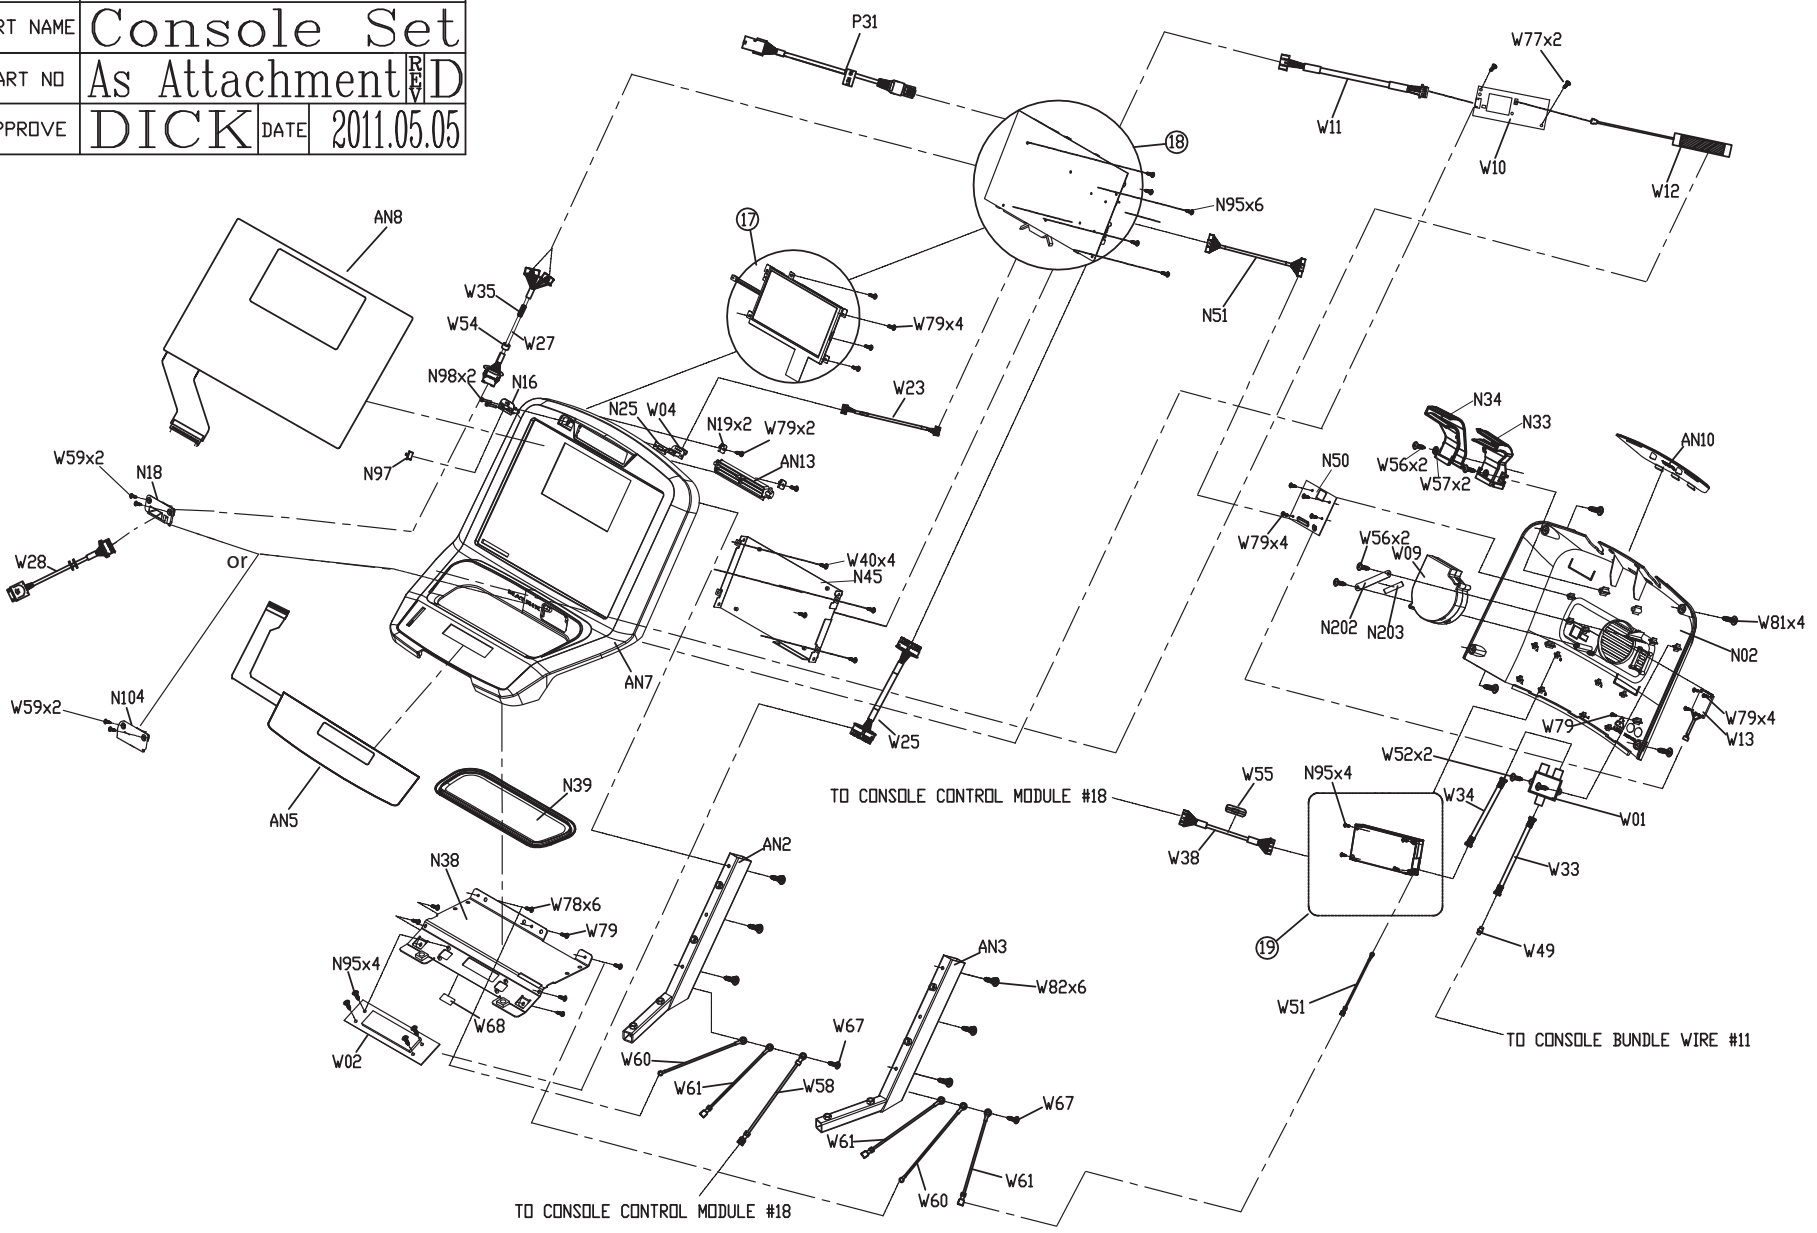 RT NAME Console Set
ART NO As Attachment REV D
PPROVE DICK DATE 2011.05.05
P31
W77x2
W11
W10
W12
18
N95x6
N51
AN8
17
W35
W54
W27
W79x4
N98x2
N16
W23
N25
W04
N19x2
W79x2
AN13
N97
W59x2
N18
W28
or
N34
N33
AN10
W56x2
W57x2
N50
W79x4
W56x2
W09
N202
N203
W81x4
N02
W40x4
N45
AN7
W25
W59x2
N104
AN5
N39
W79x4
W79
W13
W52x2
W34
W01
W33
W49
TO CONSOLE CONTROL MODULE #18
W55
W38
N95x4
19
W51
TO CONSOLE BUNDLE WIRE #11
N38
W78x6
W79
N95x4
W68
W02
AN2
AN3
W82x6
W60
W61
W67
W58
W67
W61
W60
W61
TO CONSOLE CONTROL MODULE #18